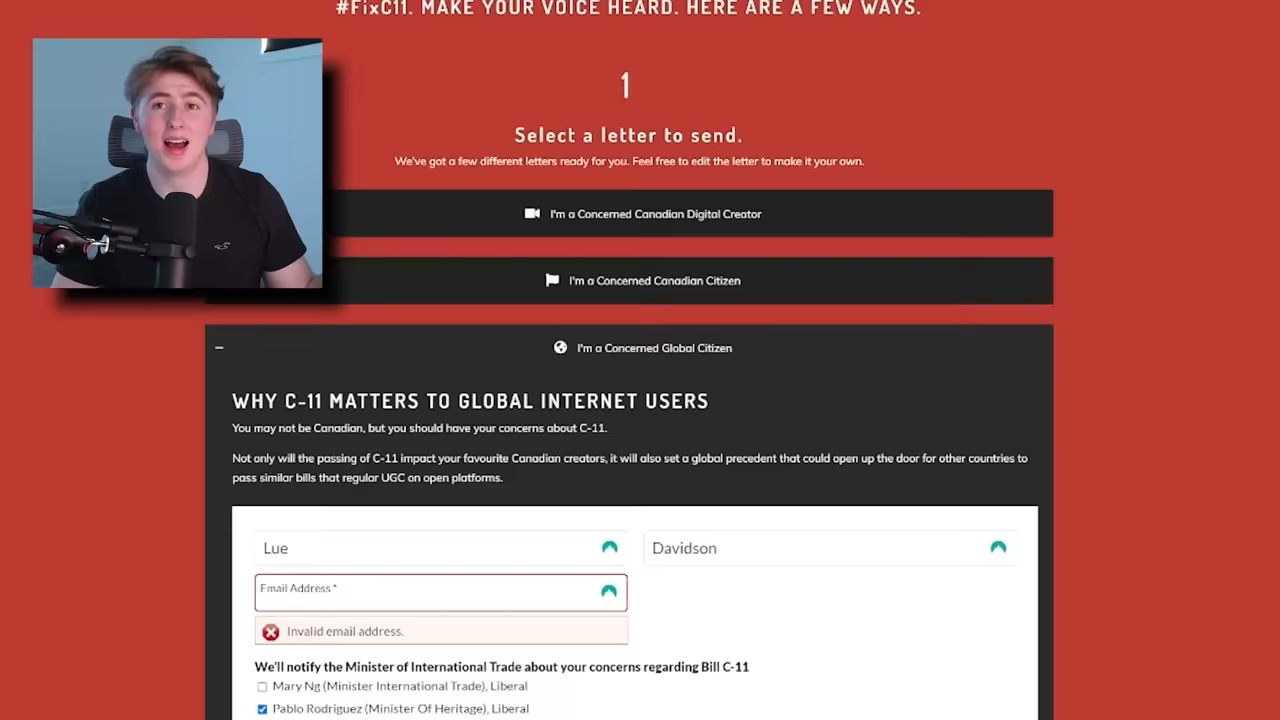 #FixC11. MAKE YOUR VOICE HEARD. HERE ARE A FEW WAYS.
1
Select a letter to send.
We've got a few different letters ready for you. Feel free to edit the letter to make it your own.
I'm a Concerned Canadian Digital Creator
I'm a Concerned Canadian Citizen
I'm a Concerned Global Citizen
WHY C-11 MATTERS TO GLOBAL INTERNET USERS
You may not be Canadian, but you should have your concerns about C-11.
Not only will the passing of C-11 impact your favourite Canadian creators, it will also set a global precedent that could open up the door for other countries to
pass similar bills that regular UGC on open platforms.
Lue
Davidson
Email Address *
Invalid email address.
We'll notify the Minister of International Trade about your concerns regarding Bill C-11
Mary Ng (Minister International Trade), Liberal
Pablo Rodriguez (Minister Of Heritage), Liberal